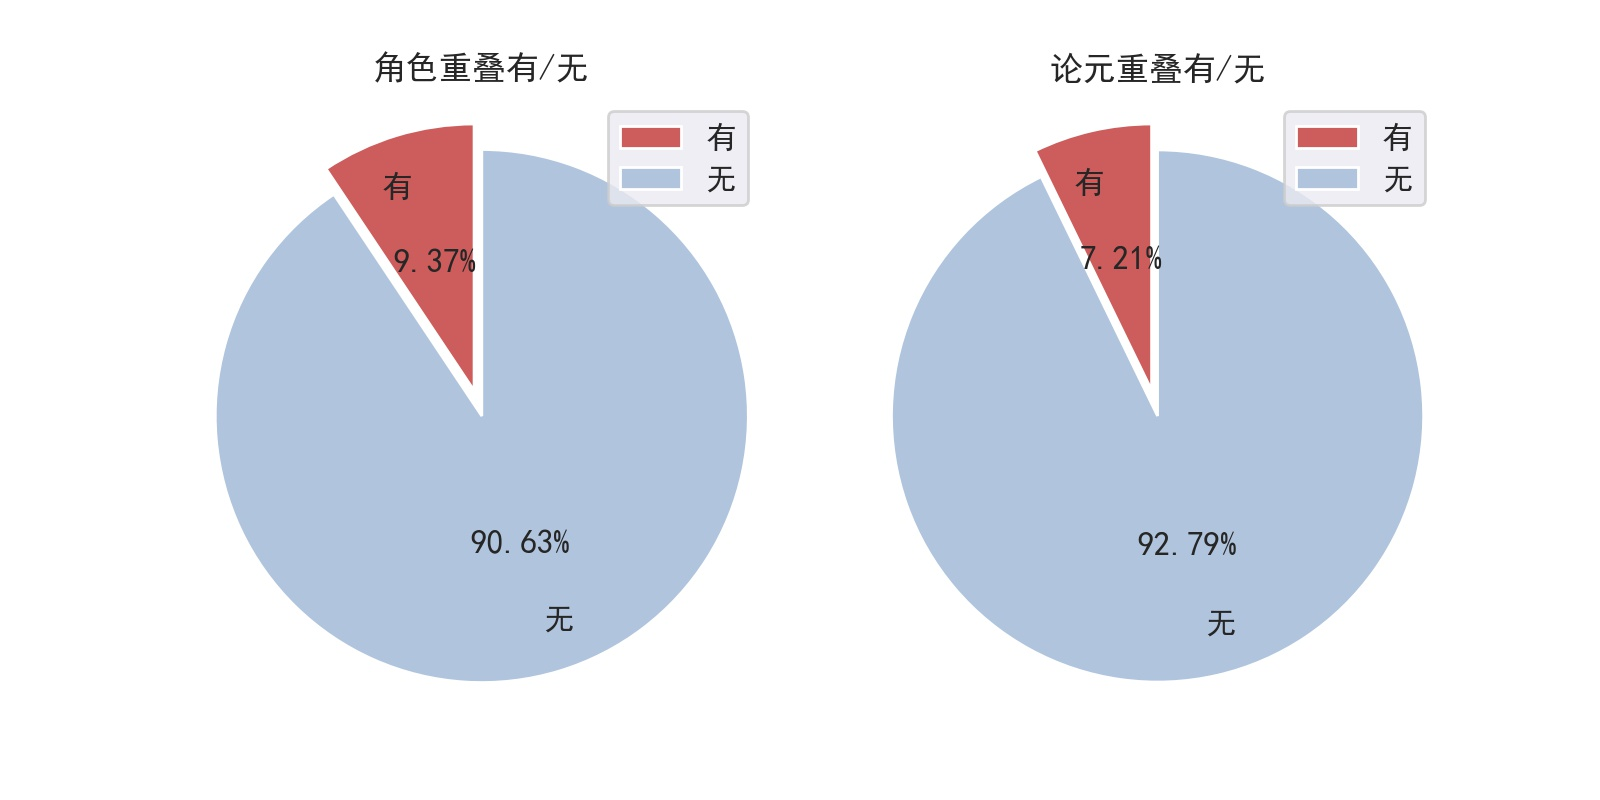 角色重叠有/无
有
无
有
9.37%
90.63%
无
论元重叠有/无
有
无
有
7.21%
92.79%
无